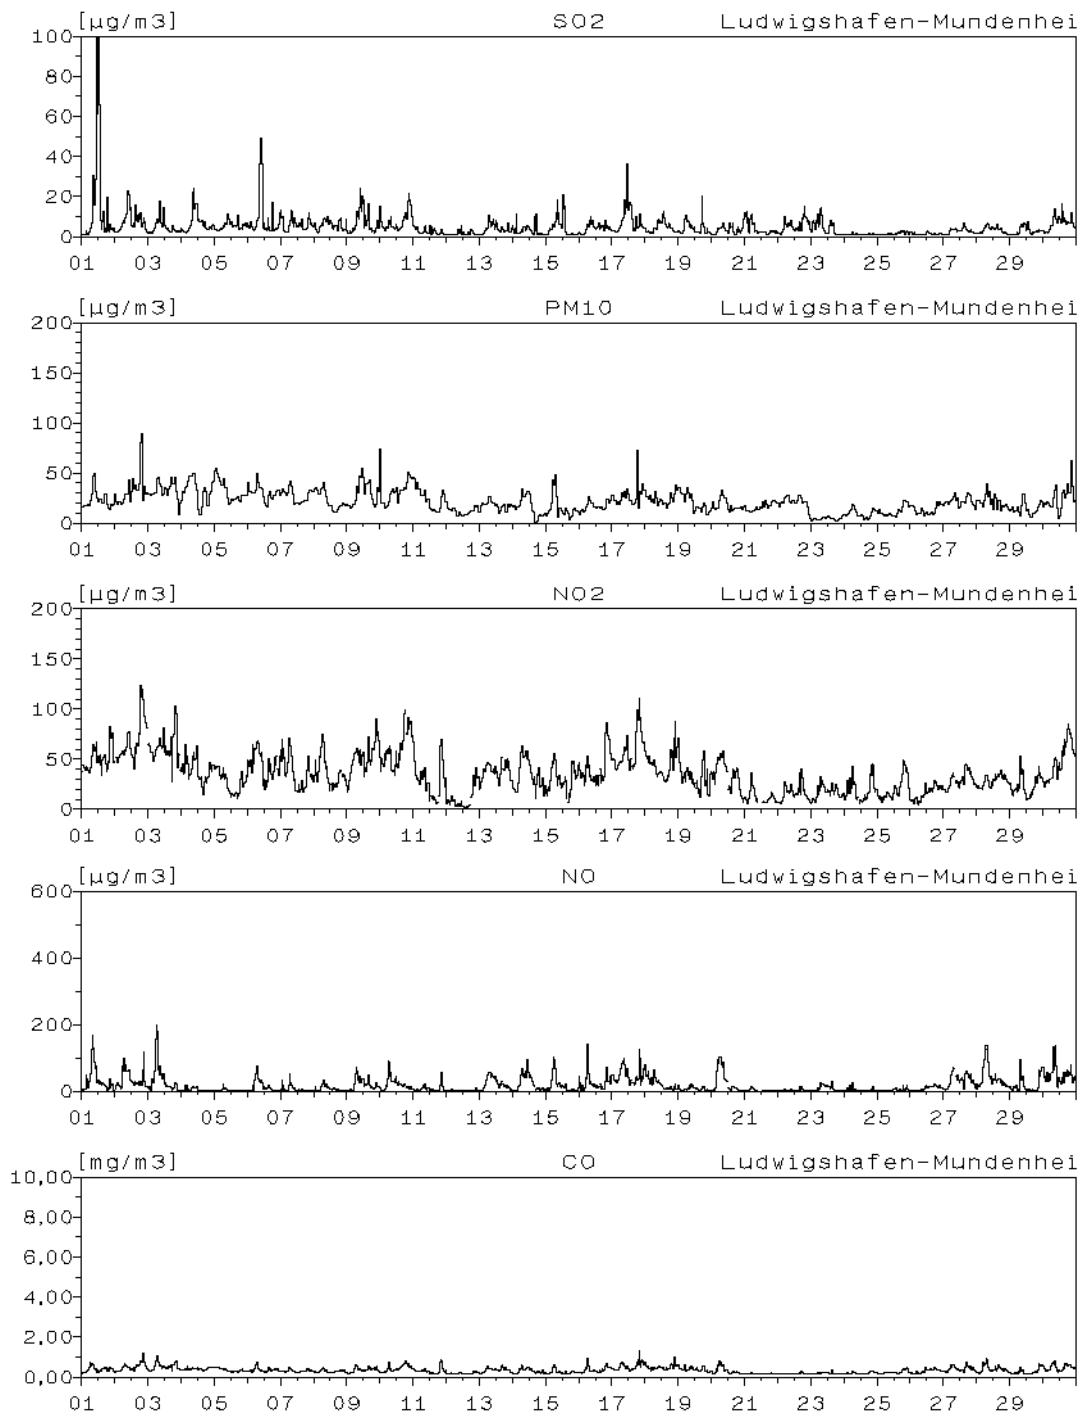 [µg/m3] SO2 Ludwigshafen-Mundenhei
100
80
60
40
20
0
01 03 05 07 09 11 13 15 17 19 21 23 25 27 29
[µg/m3] PM10 Ludwigshafen-Mundenhei
200
150
100
50
0
01 03 05 07 09 11 13 15 17 19 21 23 25 27 29
[µg/m3] NO2 Ludwigshafen-Mundenhei
200
150
100
50
0
01 03 05 07 09 11 13 15 17 19 21 23 25 27 29
[µg/m3] NO Ludwigshafen-Mundenhei
600
400
200
0
01 03 05 07 09 11 13 15 17 19 21 23 25 27 29
[mg/m3] CO Ludwigshafen-Mundenhei
10,00
8,00
6,00
4,00
2,00
0,00
01 03 05 07 09 11 13 15 17 19 21 23 25 27 29